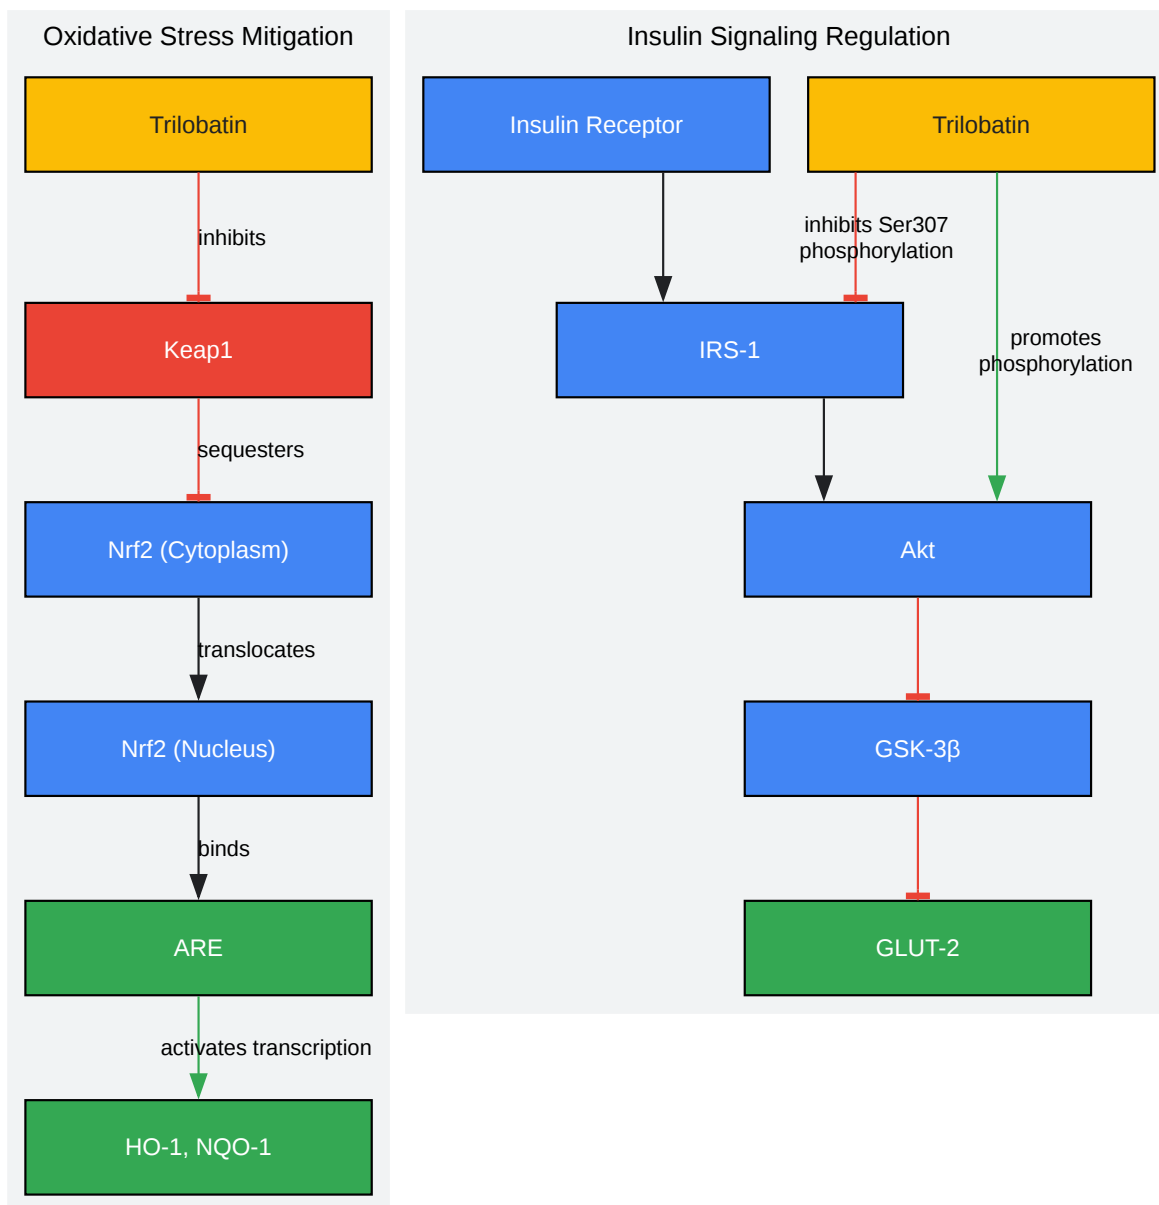 Oxidative Stress Mitigation
Trilobatin
inhibits
Keap1
sequesters
Nrf2 (Cytoplasm)
translocates
Nrf2 (Nucleus)
binds
ARE
activates transcription
HO-1, NQO-1
Insulin Signaling Regulation
Insulin Receptor
Trilobatin
inhibits Ser307
phosphorylation
IRS-1
promotes
phosphorylation
Akt
GSK-3β
GLUT-2